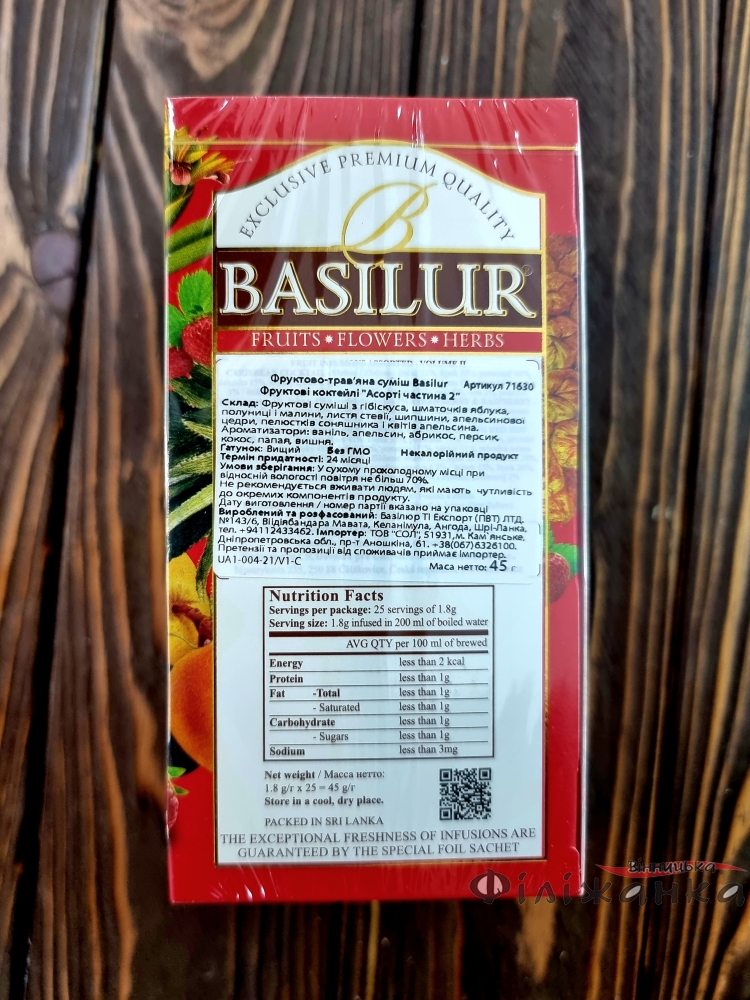 EXCLUSIVE PREMIUM QUALITY
B
BASILUR®
FRUITS * FLOWERS * HERBS
VOLUME II
Фруктово-трав'яна суміш Basilur Артикул 71630
Фруктові коктейлі "Асорті частина 2"
Склад: Фруктові суміші з гібіскуса, шматочків яблука,
полуниці і малини, листя стевії, шипшини, апельсинової
цедри, пелюстків соняшника і квітів апельсина.
Ароматизатори: ваніль, апельсин, абрикос, персик,
кокос, папая, вишня.
Ґатунок: Вищий Без ГМО Некалорійний продукт
Термін придатності: 24 місяці
Умови зберігання: У сухому прохолодному місці при
відносній вологості повітря не більш 70%.
Не рекомендується вживати людям, які мають чутливість
до окремих компонентів продукту.
Дату виготовлення / номер партії вказано на упаковці
Вироблений та розфасований: Базілюр Ті Експорт (ПВТ) ЛТД.
№143/6, Віідіябандара Мавата, Келанімула, Ангода, Шрі-Ланка,
тел. +94112433462. Імпортер: ТОВ "СОЛ", 51931, м. Кам'янське,
Дніпропетровська обл., пр-т Аношкіна, 61. +38(067)6326100.
Претензії та пропозиції від споживачів приймає імпортер.
UA1-004-21/V1-C Маса нетто: 45 г
Nutrition Facts
Servings per package: 25 servings of 1.8g
Serving size: 1.8g infused in 200 ml of boiled water
AVG QTY per 100 ml of brewed
Energy less than 2 kcal
Protein less than 1g
Fat -Total less than 1g
- Saturated less than 1g
Carbohydrate less than 1g
- Sugars less than 1g
Sodium less than 3mg
Net weight / Масса нетто:
1.8 g/г x 25 = 45 g/г
Store in a cool, dry place.
PACKED IN SRI LANKA
THE EXCEPTIONAL FRESHNESS OF INFUSIONS ARE
GUARANTEED BY THE SPECIAL FOIL SACHET
Вінницька
Філіжанка